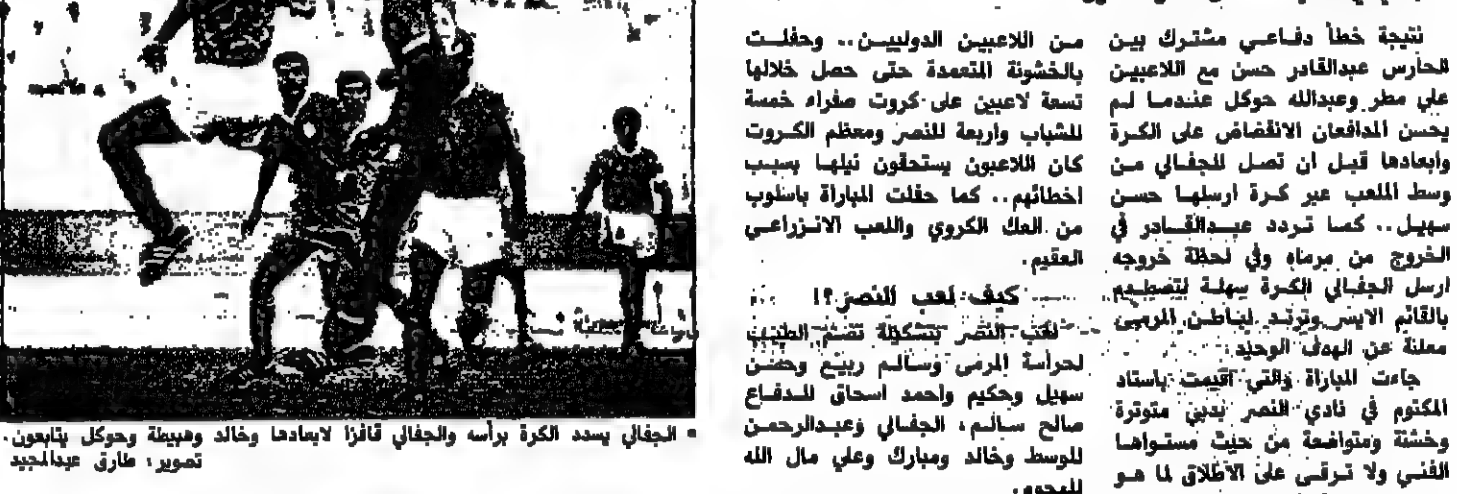 نتيجة خطأ دفاعي مشترك بين
الحارس عبدالقادر حسن مع اللاعبين
علي مطر وعبدالله حوكل عندما لم
يحسن المدافعان الانقضاض على الكرة
وأبعادها قبل ان تصل للجفالي من
وسط الملعب عبر كرة ارسلها حسن
سهيل.. كما تردد عبدالقادر في
الخروج من مرماه وفي لحظة خروجه
ارسل الجفالي الكرة سهلة لتصطدم
بالقائم الايسر وترتد لباطن المرمى
معلنة عن الهدف الوحيد.
جاءت المباراة والتي اقيمت باستاد
المكتوم في نادي النصر بدبي متوترة
وخشنة ومتواضعة من حيث مستواها
الفني ولا ترقى على الاطلاق لما هو
من اللاعبين الدوليين.. وحفلت
بالخشونة المتعمدة حتى حصل خلالها
تسعة لاعبين على كروت صفراء خمسة
للشباب واربعة للنصر ومعظم الكروت
كان اللاعبون يستحقون نيلها بسبب
اخطائهم.. كما حفلت المباراة باسلوب
من العك الكروي واللعب الانزراعي
العقيم.
كيف لعب النصر؟!
لعب النصر بتشكيلة تضم الطيب
لحراسة المرمى وسالم ربيع وحسن
سهيل وحكيم واحمد اسحاق للدفاع
صالح سالم، الجفالي وعبدالرحمن
للوسط وخالد ومبارك وعلي مال الله
للهجوم.
▪ الجفالي يسدد الكرة برأسه والجفالي قافزا لابعادها وخالد وهبيطة وحوكل يتابعون.
تصوير: طارق عبدالمجيد